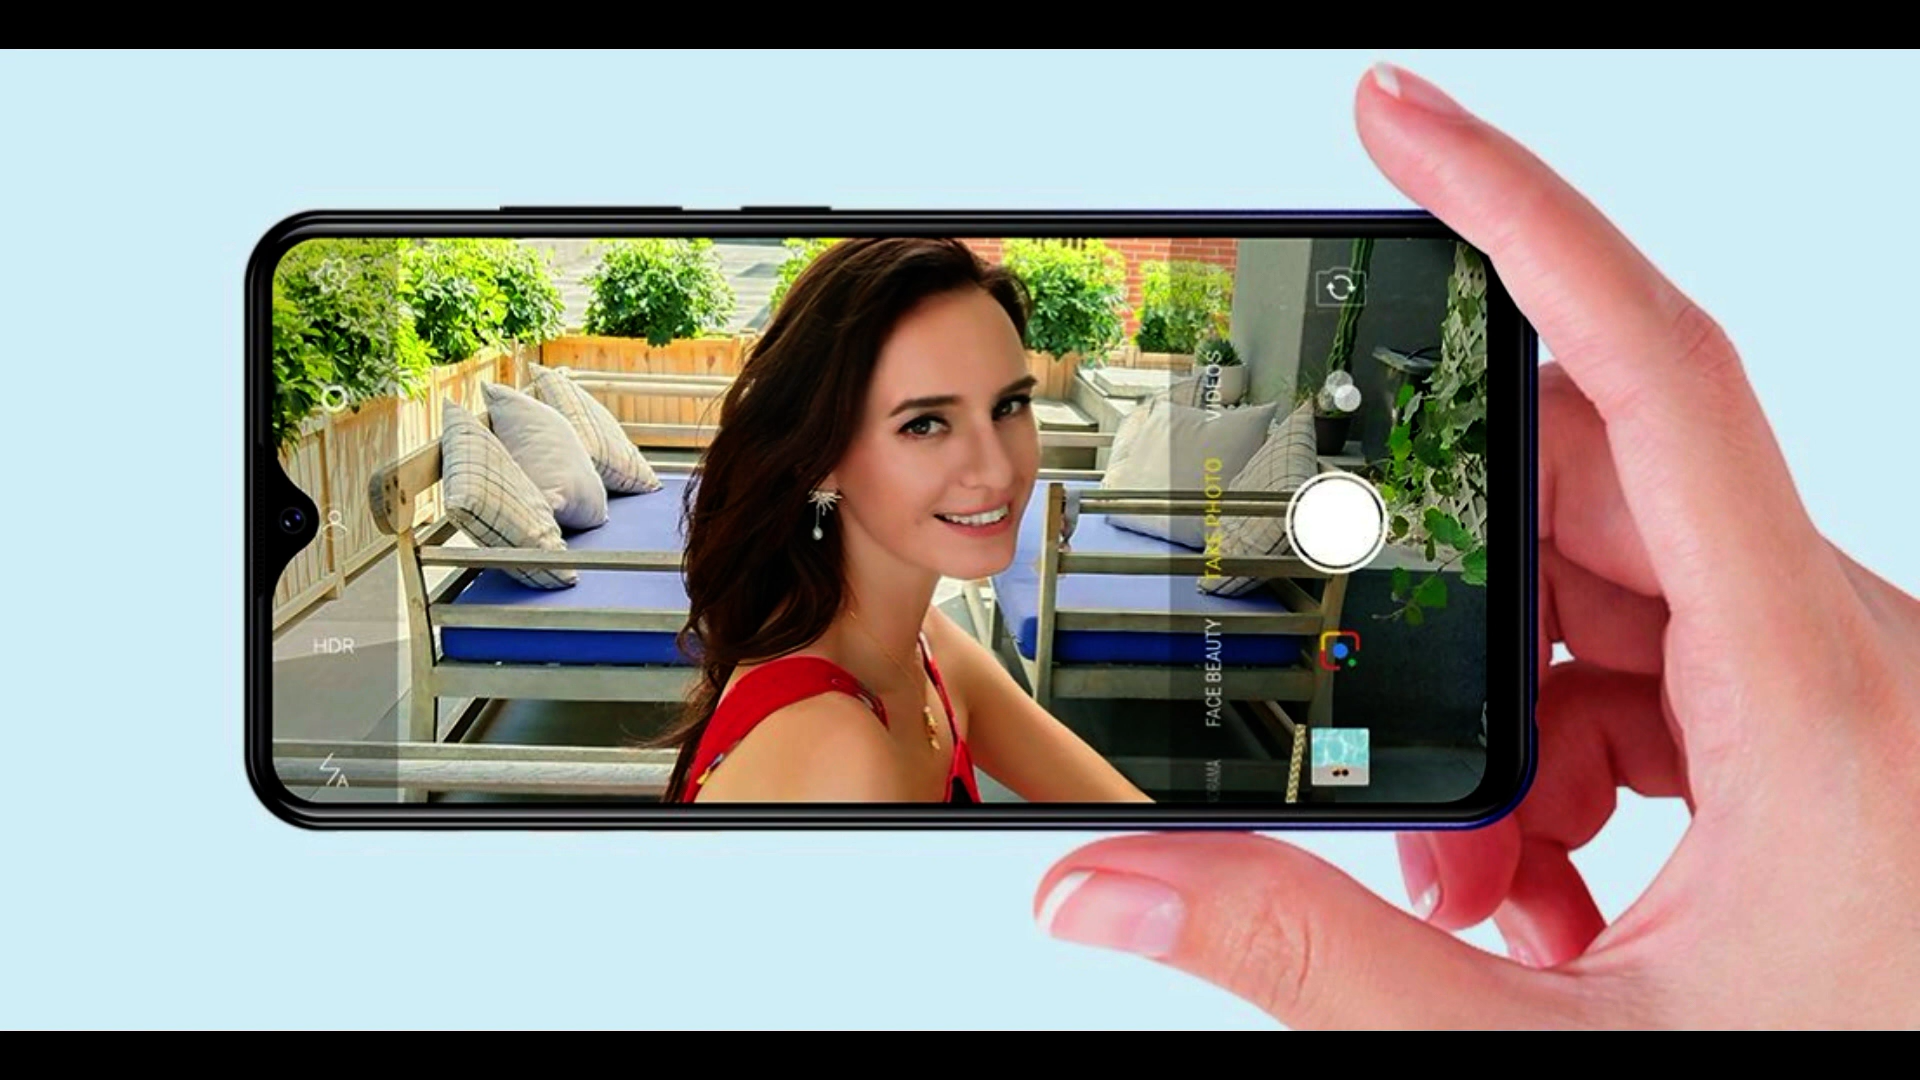 HDR
A
VIDEOS
TAKE PHOTO
FACE BEAUTY